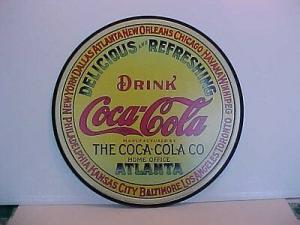 NEW YORK DALLAS ATLANTA NEW ORLEANS CHICAGO HAVANA WINNIPEG
DELICIOUS AND REFRESHING
DRINK
Coca-Cola
MANUFACTURED BY
THE COCA-COLA CO
HOME OFFICE
ATLANTA
PHILADELPHIA KANSAS CITY BALTIMORE LOS ANGELES TORONTO